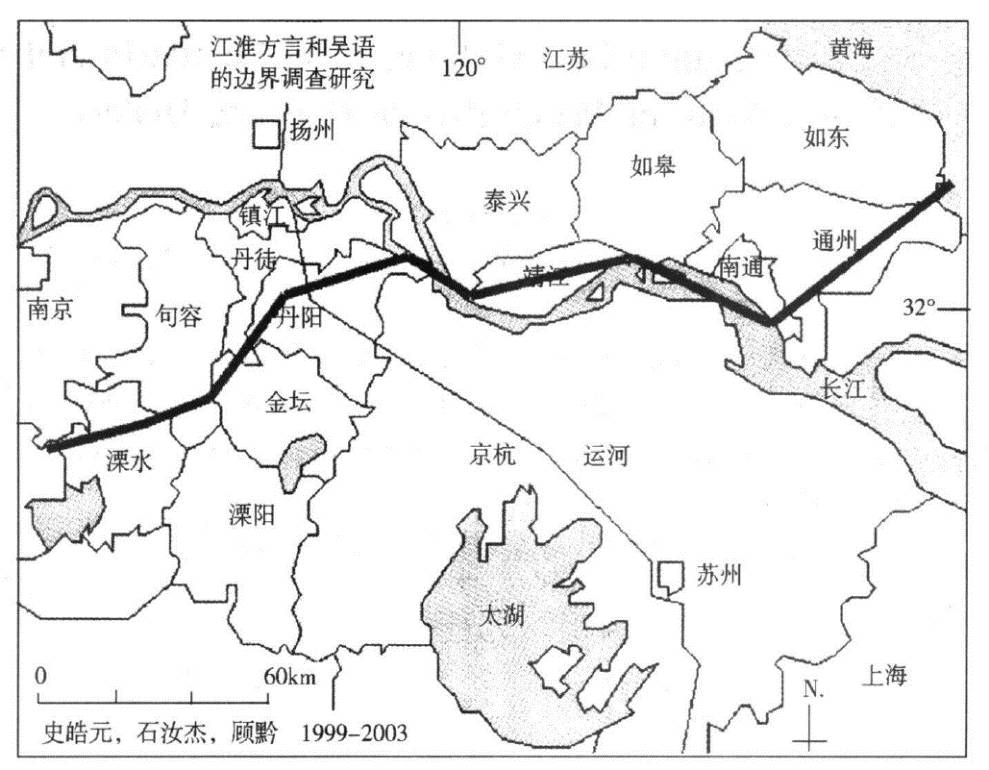 江淮方言和吴语
的边界调查研究
120°
江苏
黄海
扬州
如东
如皋
泰兴
镇江
通州
丹徒
靖江
南通
南京
句容
丹阳
32°
长江
金坛
京杭
运河
溧水
溧阳
苏州
太湖
0
60km
N.
上海
史皓元，石汝杰，顾黔 1999–2003